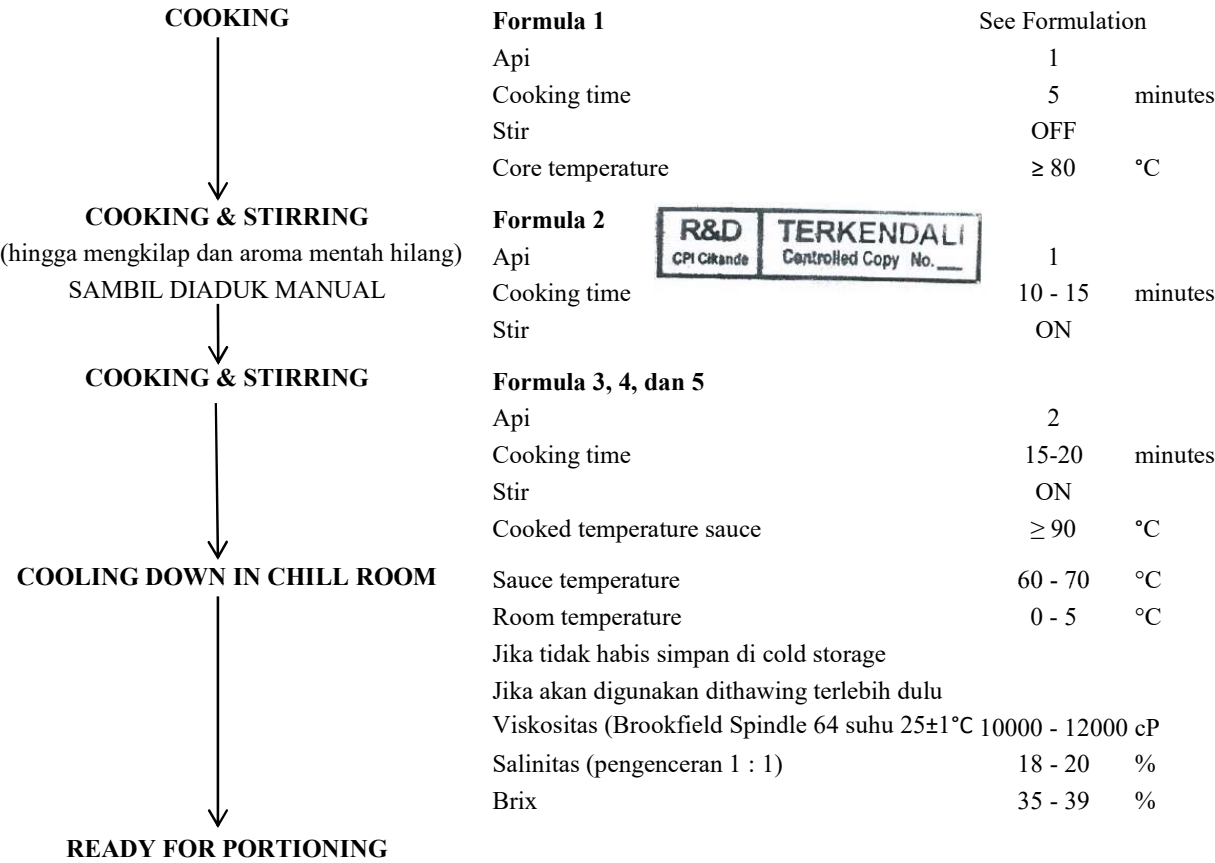 COOKING Formula 1 See Formulation
Api 1
Cooking time 5 minutes
Stir OFF
Core temperature ≥ 80 °C
COOKING & STIRRING Formula 2
(hingga mengkilap dan aroma mentah hilang) Api 1
SAMBIL DIADUK MANUAL Cooking time 10 - 15 minutes
Stir ON
R&D TERKENDALI
CPI Cikande Controlled Copy No.___
COOKING & STIRRING Formula 3, 4, dan 5
Api 2
Cooking time 15-20 minutes
Stir ON
Cooked temperature sauce ≥ 90 °C
COOLING DOWN IN CHILL ROOM Sauce temperature 60 - 70 °C
Room temperature 0 - 5 °C
Jika tidak habis simpan di cold storage
Jika akan digunakan dithawing terlebih dulu
Viskositas (Brookfield Spindle 64 suhu 25±1°C 10000 - 12000 cP
Salinitas (pengenceran 1 : 1) 18 - 20 %
Brix 35 - 39 %
READY FOR PORTIONING